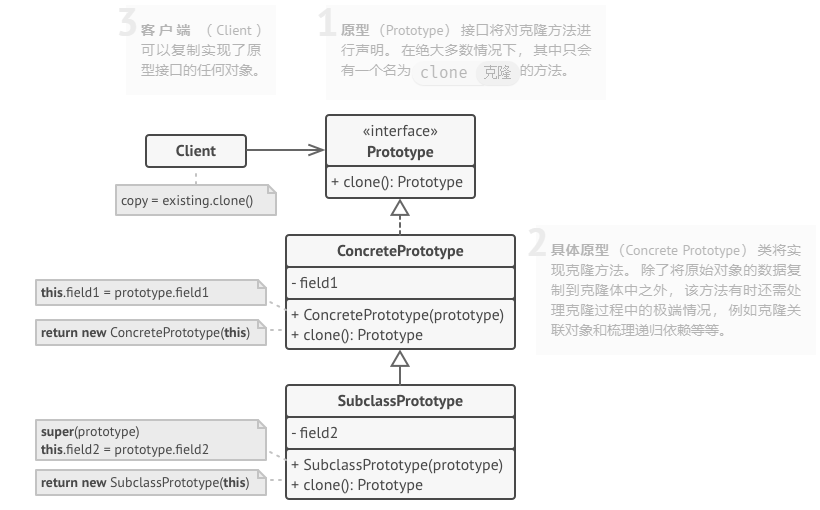 3
客户端 （Client）
可以复制实现了原
型接口的任何对象。
1
原型（Prototype） 接口将对克隆方法进
行声明。 在绝大多数情况下， 其中只会
有一个名为 clone 克隆 的方法。
«interface»
Prototype
+ clone(): Prototype
Client
copy = existing.clone()
2
具体原型（Concrete Prototype） 类将实
现克隆方法。 除了将原始对象的数据复
制到克隆体中之外， 该方法有时还需处
理克隆过程中的极端情况， 例如克隆关
联对象和梳理递归依赖等等。
ConcretePrototype
- field1
+ ConcretePrototype(prototype)
+ clone(): Prototype
this.field1 = prototype.field1
return new ConcretePrototype(this)
SubclassPrototype
- field2
+ SubclassPrototype(prototype)
+ clone(): Prototype
super(prototype)
this.field2 = prototype.field2
return new SubclassPrototype(this)